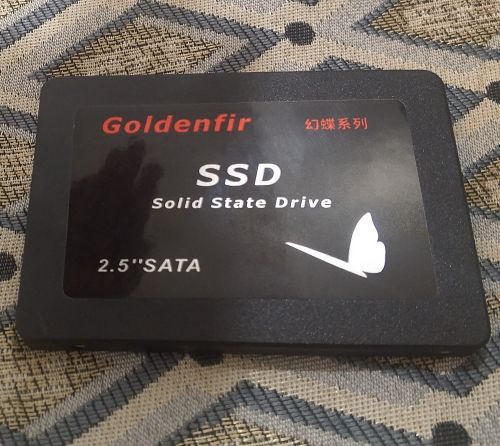 Goldenfir 幻蝶系列
SSD
Solid State Drive
2.5"SATA